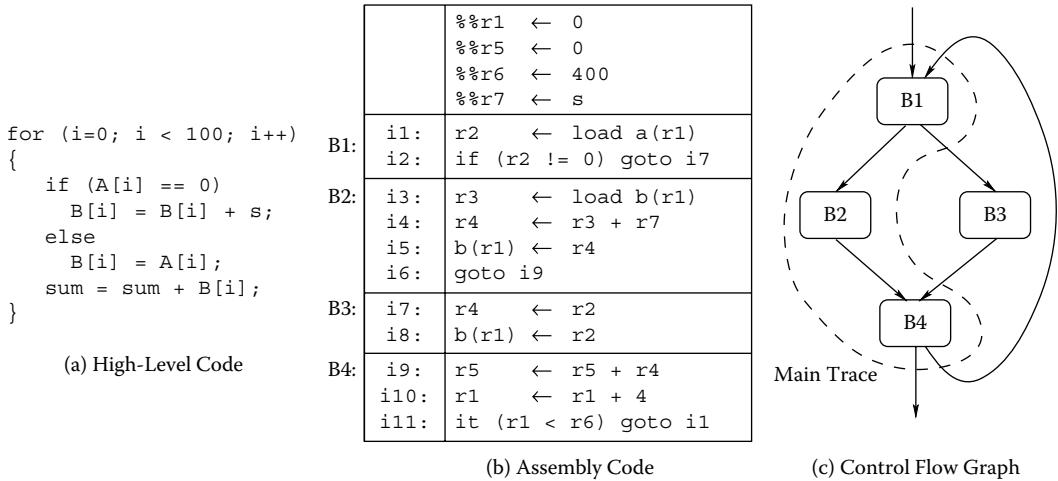 for (i=0; i < 100; i++)
{
if (A[i] == 0)
B[i] = B[i] + s;
else
B[i] = A[i];
sum = sum + B[i];
}
(a) High-Level Code
%%r1 ← 0
%%r5 ← 0
%%r6 ← 400
%%r7 ← s
B1:
i1: r2 ← load a(r1)
i2: if (r2 != 0) goto i7
B2:
i3: r3 ← load b(r1)
i4: r4 ← r3 + r7
i5: b(r1) ← r4
i6: goto i9
B3:
i7: r4 ← r2
i8: b(r1) ← r2
B4:
i9: r5 ← r5 + r4
i10: r1 ← r1 + 4
i11: it (r1 < r6) goto i1
(b) Assembly Code
B1
B2
B3
B4
Main Trace
(c) Control Flow Graph